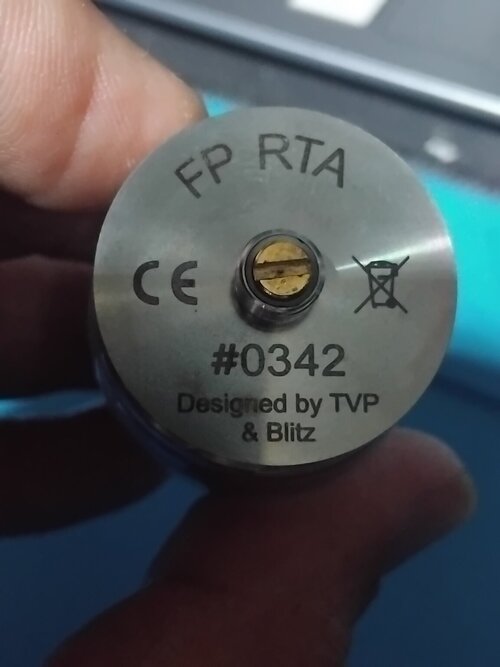 FP RTA
CE
#0342
Designed by TVP
& Blitz